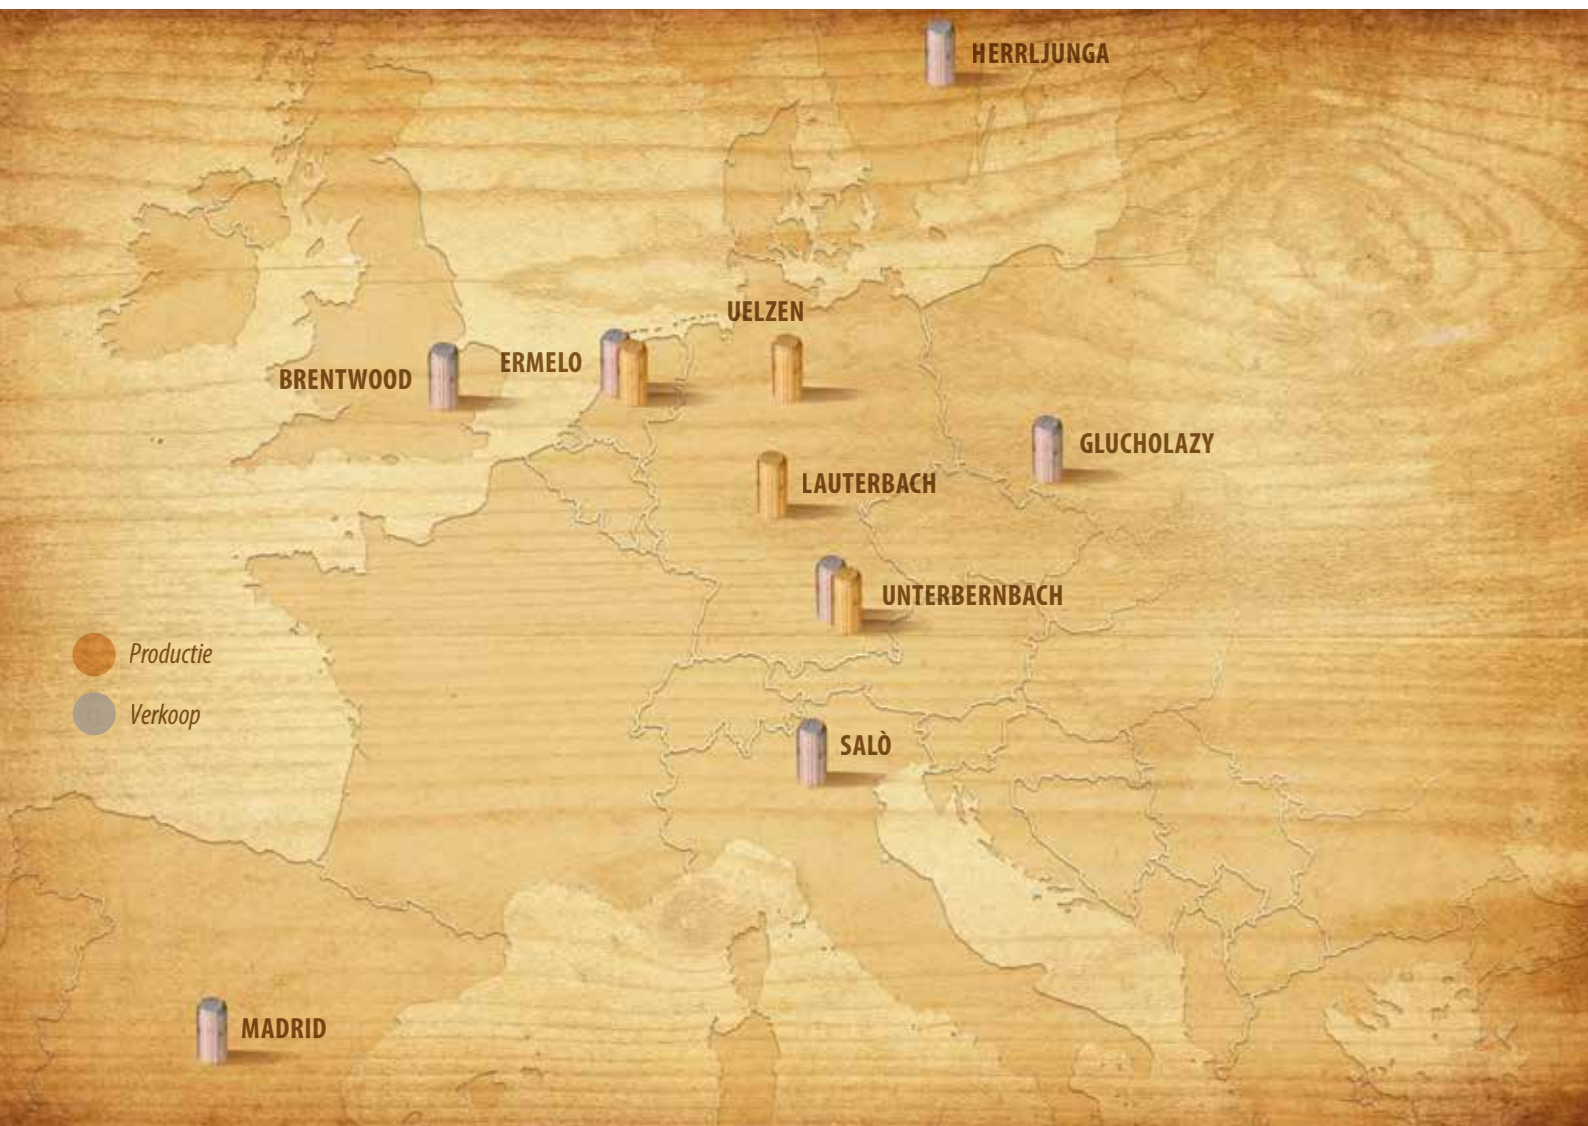 HERRLJUNGA
UELZEN
ERMELO
BRENTWOOD
GLUCHOLAZY
LAUTERBACH
UNTERBERNBACH
Productie
Verkoop
SALÒ
MADRID